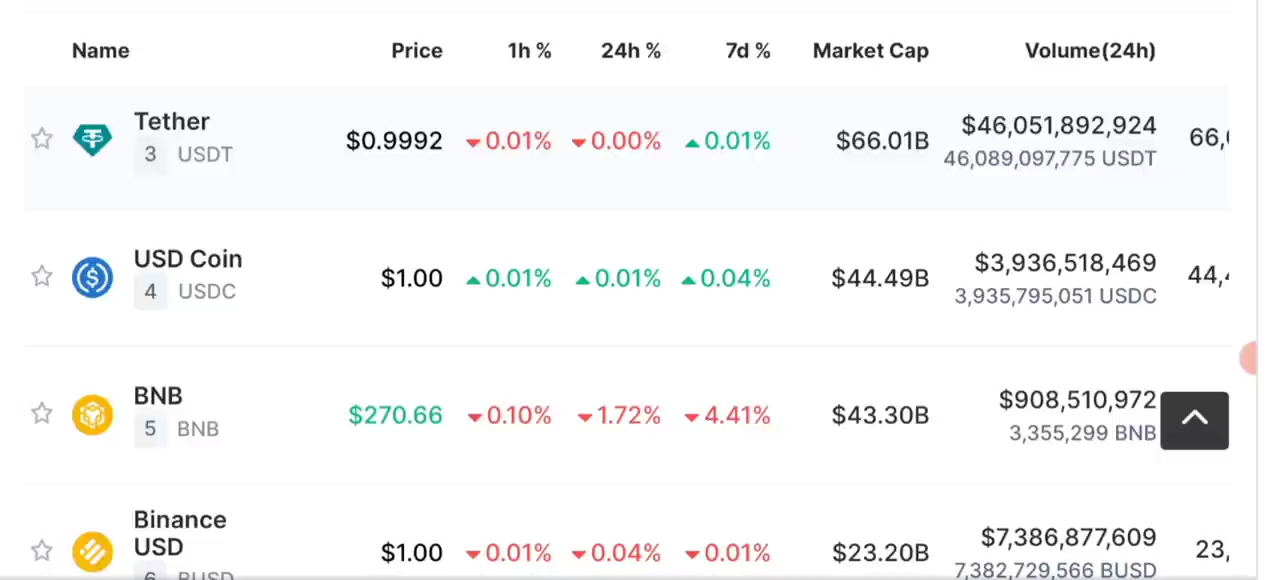 Name Price 1h % 24h % 7d % Market Cap Volume(24h)
Tether
3 USDT
$0.9992 0.01% 0.00% 0.01% $66.01B
$46,051,892,924
46,089,097,775 USDT
USD Coin
4 USDC
$1.00 0.01% 0.01% 0.04% $44.49B
$3,936,518,469
3,935,795,051 USDC
BNB
5 BNB
$270.66 0.10% 1.72% 4.41% $43.30B
$908,510,972
3,355,299 BNB
Binance
USD
6 BUSD
$1.00 0.01% 0.04% 0.01% $23.20B
$7,386,877,609
7,382,729,566 BUSD
23,